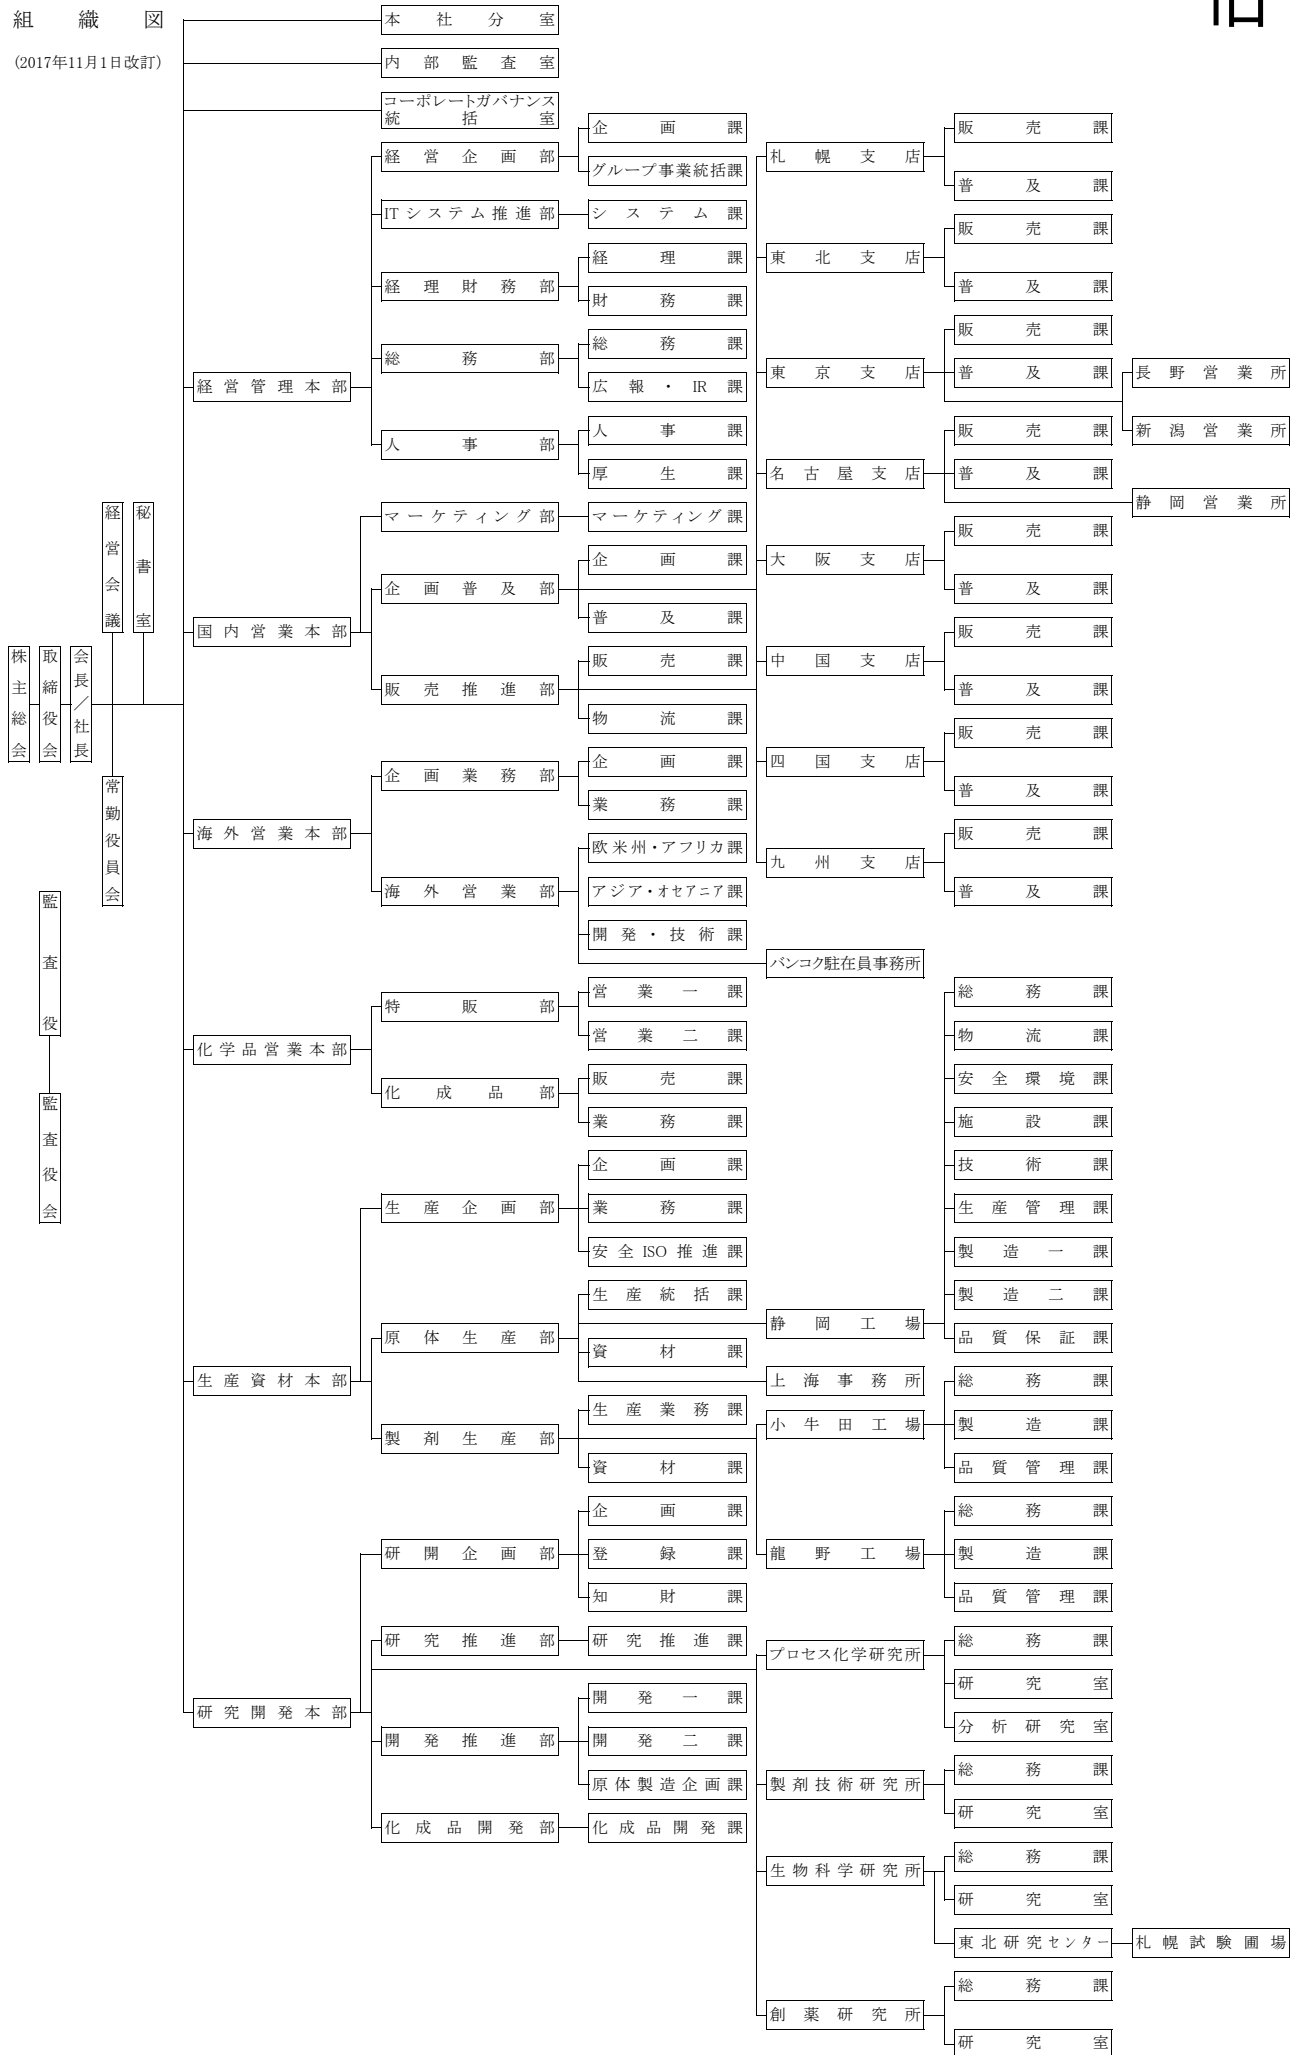 組織図
(2017年11月1日改訂)
株主総会
取締役会
会長／社長
経営会議
秘書室
常勤役員会
監査役
監査役会
本社分室
内部監査室
コーポレートガバナンス
統括室
経営管理本部
経営企画部
企画課
グループ事業統括課
ITシステム推進部
システム課
経理財務部
経理課
財務課
総務部
総務課
広報・IR課
人事部
人事課
厚生課
国内営業本部
マーケティング部
マーケティング課
企画普及部
企画課
普及課
販売推進部
販売課
物流課
札幌支店
販売課
普及課
東北支店
販売課
普及課
東京支店
販売課
普及課
長野営業所
新潟営業所
名古屋支店
販売課
普及課
静岡営業所
大阪支店
販売課
普及課
中国支店
販売課
普及課
四国支店
販売課
普及課
九州支店
販売課
普及課
海外営業本部
企画業務部
企画課
業務課
海外営業部
欧米州・アフリカ課
アジア・オセアニア課
開発・技術課
バンコク駐在員事務所
化学品営業本部
特販部
営業一課
営業二課
化成品部
販売課
業務課
生産資材本部
生産企画部
企画課
業務課
安全ISO推進課
原体生産部
生産統括課
資材課
静岡工場
総務課
物流課
安全環境課
施設課
技術課
生産管理課
製造一課
製造二課
品質保証課
上海事務所
製剤生産部
生産業務課
資材課
小牛田工場
総務課
製造課
品質管理課
龍野工場
総務課
製造課
品質管理課
研究開発本部
研開企画部
企画課
登録課
知財課
研究推進部
研究推進課
開発推進部
開発一課
開発二課
原体製造企画課
化成品開発部
化成品開発課
プロセス化学研究所
総務課
研究室
分析研究室
製剤技術研究所
総務課
研究室
生物科学研究所
総務課
研究室
東北研究センター
札幌試験圃場
創薬研究所
総務課
研究室